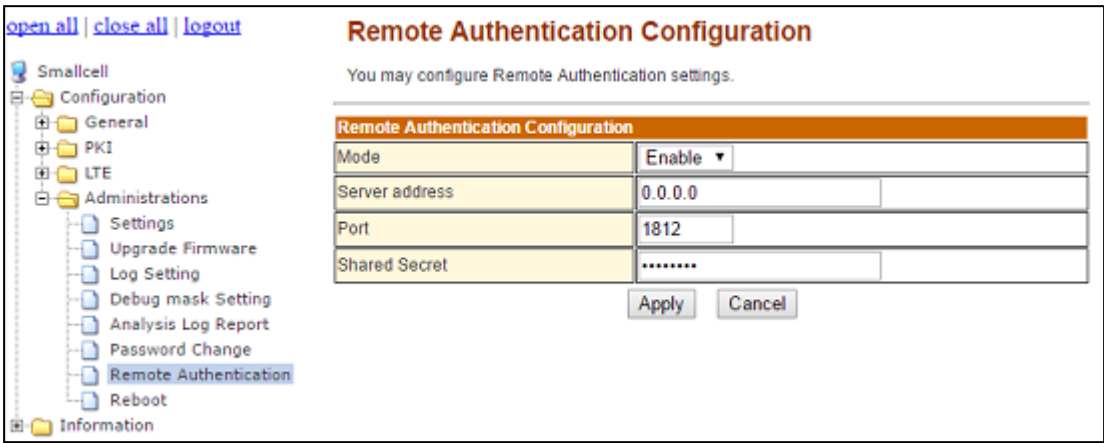 open all | close all | logout
Smallcell
Configuration
General
PKI
LTE
Administrations
Settings
Upgrade Firmware
Log Setting
Debug mask Setting
Analysis Log Report
Password Change
Remote Authentication
Reboot
Information
Remote Authentication Configuration
You may configure Remote Authentication settings.
Remote Authentication Configuration
Mode Enable
Server address 0.0.0.0
Port 1812
Shared Secret ••••••••
Apply Cancel